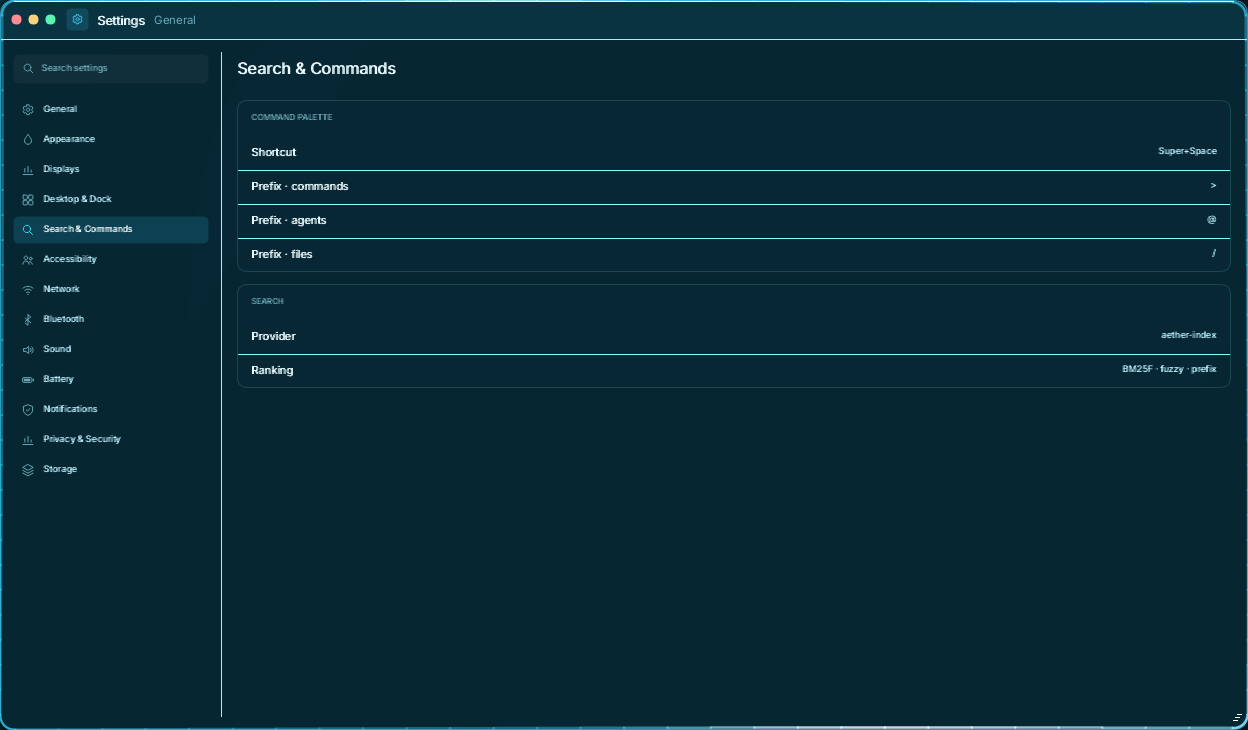 Settings General
Search settings
General
Appearance
Displays
Desktop & Dock
Search & Commands
Accessibility
Network
Bluetooth
Sound
Battery
Notifications
Privacy & Security
Storage
Search & Commands
COMMAND PALETTE
Shortcut Super+Space
Prefix · commands >
Prefix · agents @
Prefix · files /
SEARCH
Provider aether-index
Ranking BM25F · fuzzy · prefix